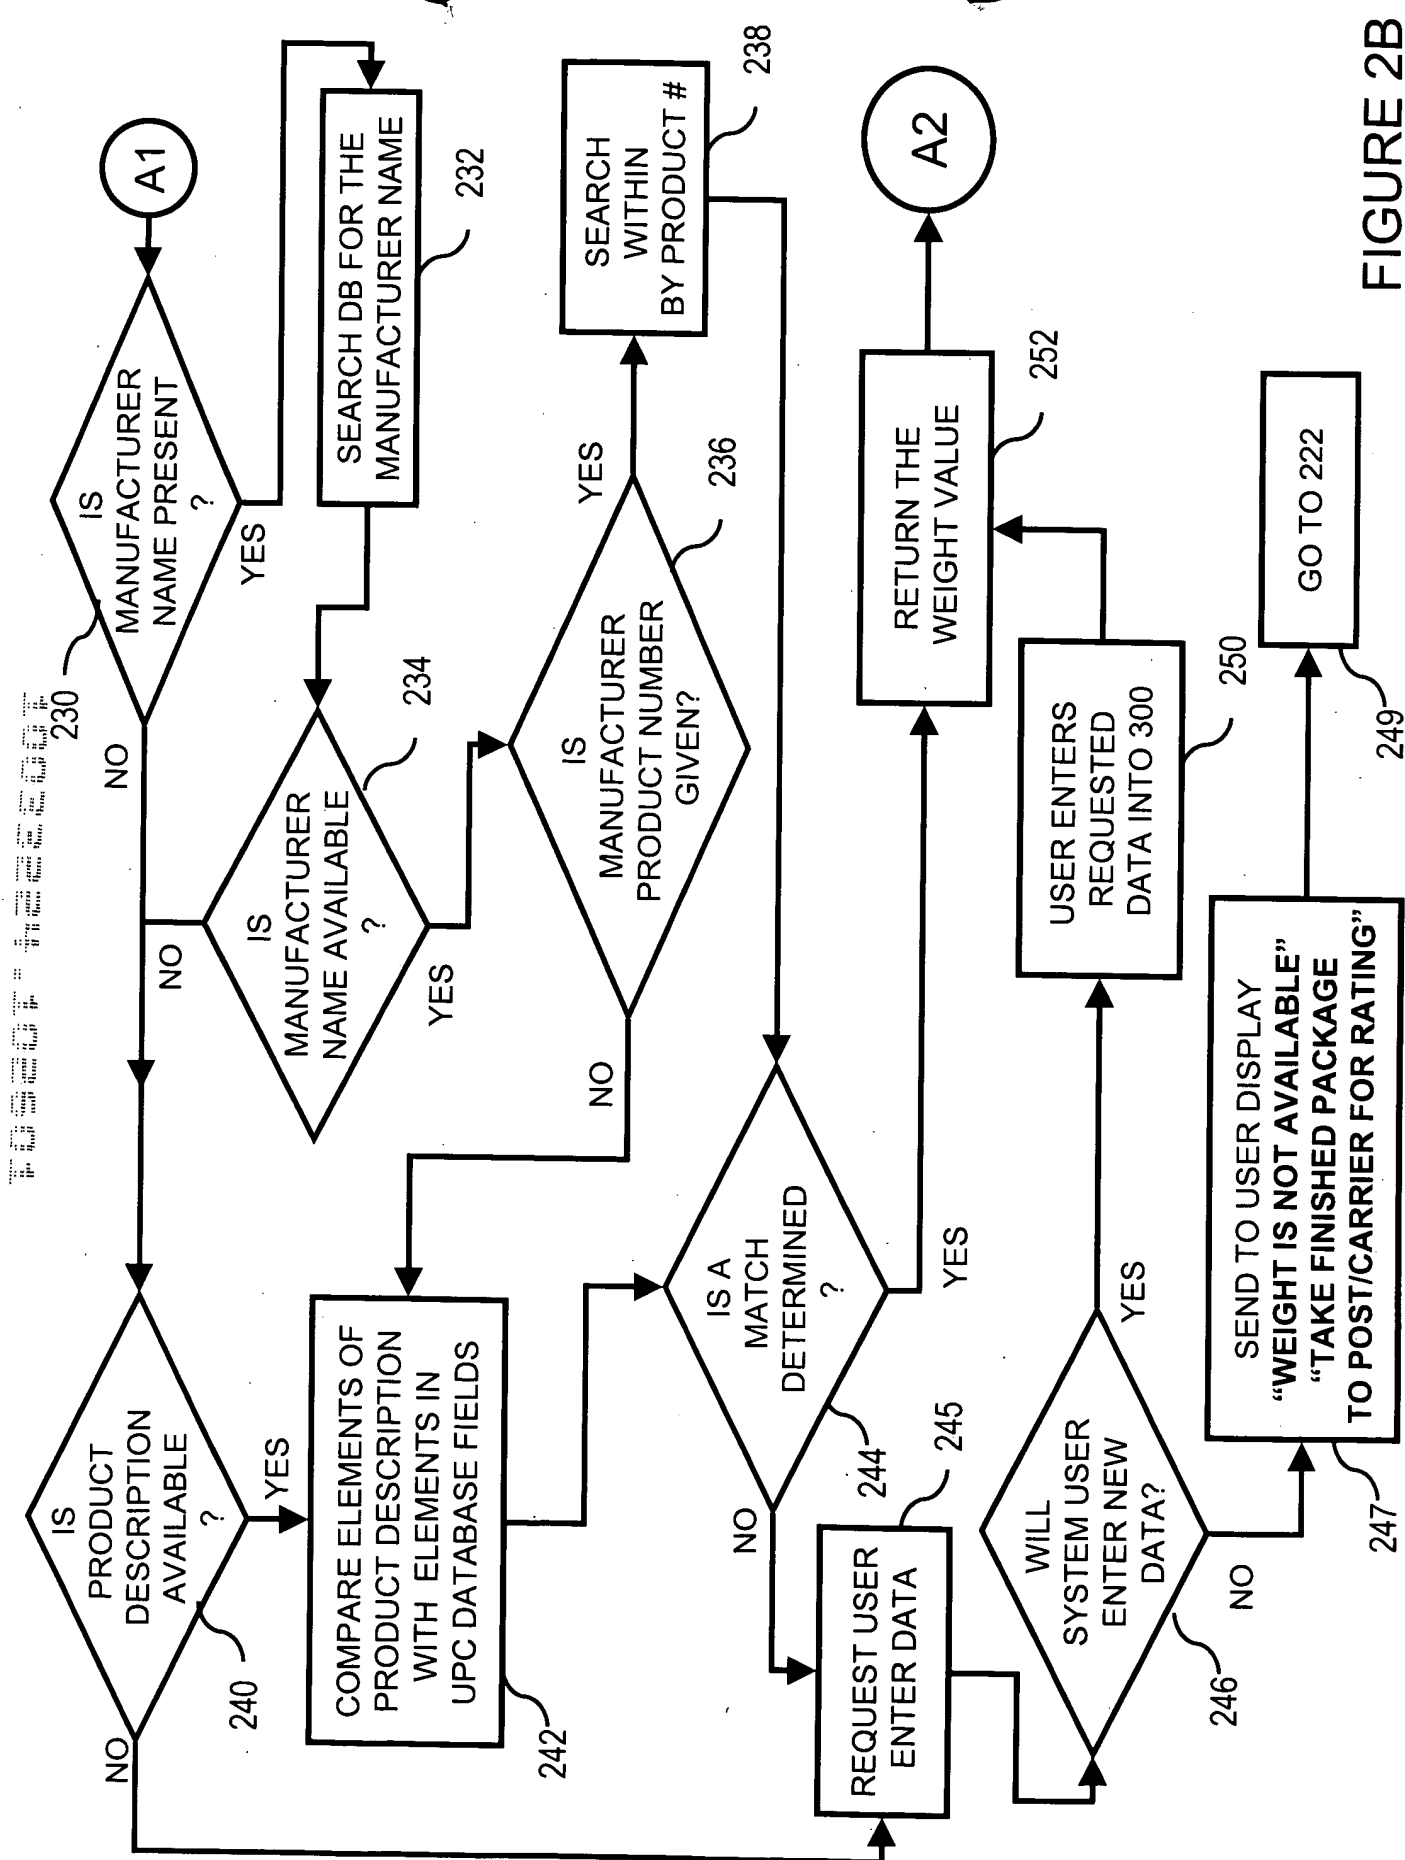 A1
IS
MANUFACTURER
NAME PRESENT
?
230
NO
YES
SEARCH DB FOR THE
MANUFACTURER NAME
232
IS
MANUFACTURER
NAME AVAILABLE
?
234
NO
YES
IS
MANUFACTURER
PRODUCT NUMBER
GIVEN?
236
YES
NO
SEARCH
WITHIN
BY PRODUCT #
238
IS
PRODUCT
DESCRIPTION
AVAILABLE
?
240
NO
YES
COMPARE ELEMENTS OF
PRODUCT DESCRIPTION
WITH ELEMENTS IN
UPC DATABASE FIELDS
242
IS A
MATCH
DETERMINED
?
244
NO
YES
REQUEST USER
ENTER DATA
245
WILL
SYSTEM USER
ENTER NEW
DATA?
246
YES
NO
SEND TO USER DISPLAY
“WEIGHT IS NOT AVAILABLE”
“TAKE FINISHED PACKAGE
TO POST/CARRIER FOR RATING”
247
GO TO 222
249
USER ENTERS
REQUESTED
DATA INTO 300
250
RETURN THE
WEIGHT VALUE
252
A2
FIGURE 2B